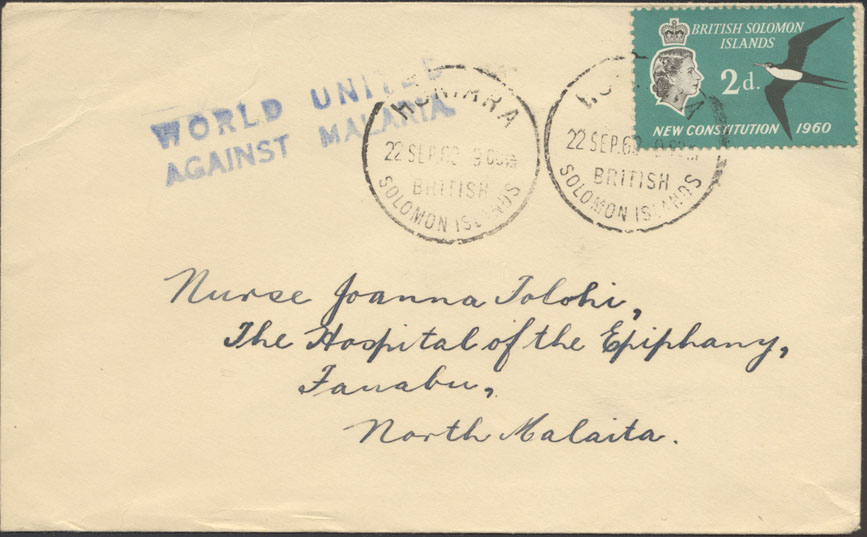 BRITISH SOLOMON
ISLANDS
2d.
NEW CONSTITUTION 1960
WORLD UNITED
AGAINST MALARIA.
HONIARA
22 SEP.62
BRITISH
SOLOMON ISLANDS
22 SEP.62
BRITISH
SOLOMON ISLANDS
Nurse Joanna Tolohi,
The Hospital of the Epiphany,
Fauabu,
North Malaita.